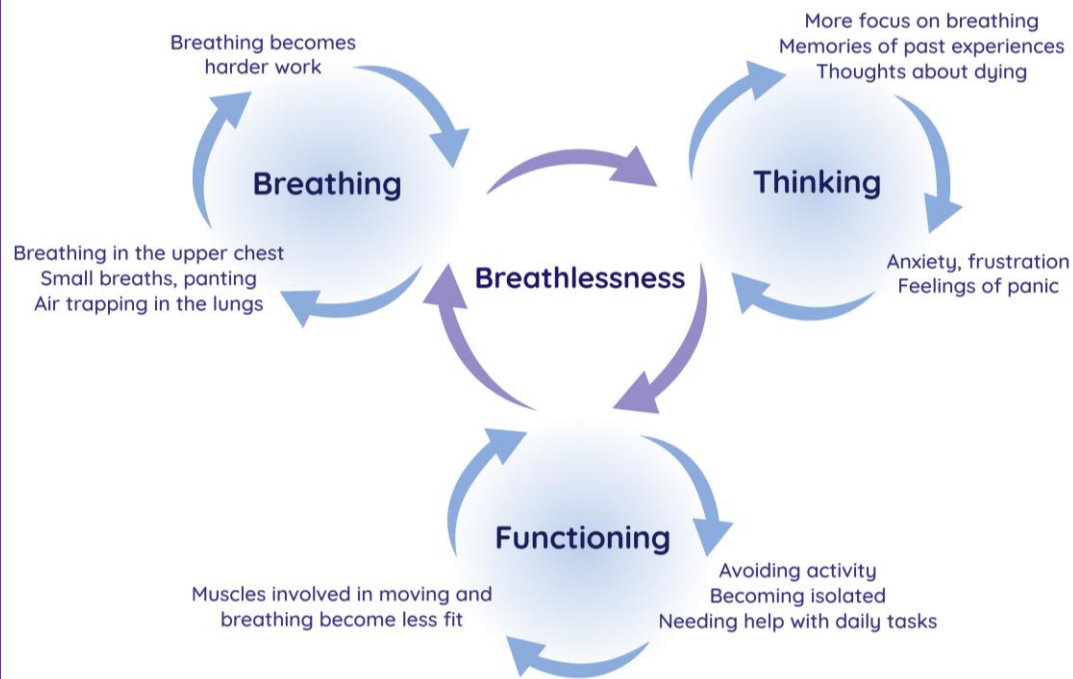 Breathing becomes
harder work
Breathing
Breathing in the upper chest
Small breaths, panting
Air trapping in the lungs
More focus on breathing
Memories of past experiences
Thoughts about dying
Thinking
Anxiety, frustration
Feelings of panic
Breathlessness
Functioning
Avoiding activity
Becoming isolated
Needing help with daily tasks
Muscles involved in moving and
breathing become less fit